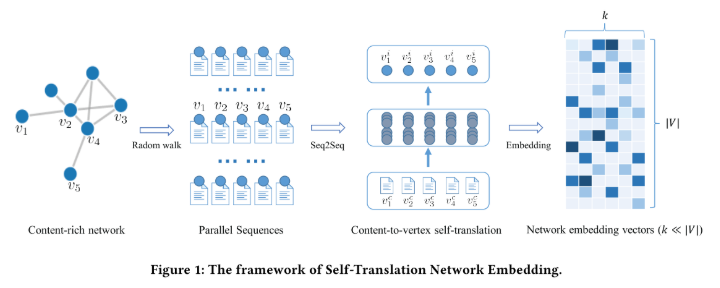 k
v_1^i v_2^i v_3^i v_4^i v_5^i
... ...
v_1 v_2 v_3 v_4 v_5
v_1 v_2 v_3 v_4 v_5
|V|
Radom walk
Seq2Seq
Embedding
... ...
v_1^c v_2^c v_3^c v_4^c v_5^c
Content-rich network
Parallel Sequences
Content-to-vertex self-translation
Network embedding vectors (k ≪ |V|)
Figure 1: The framework of Self-Translation Network Embedding.